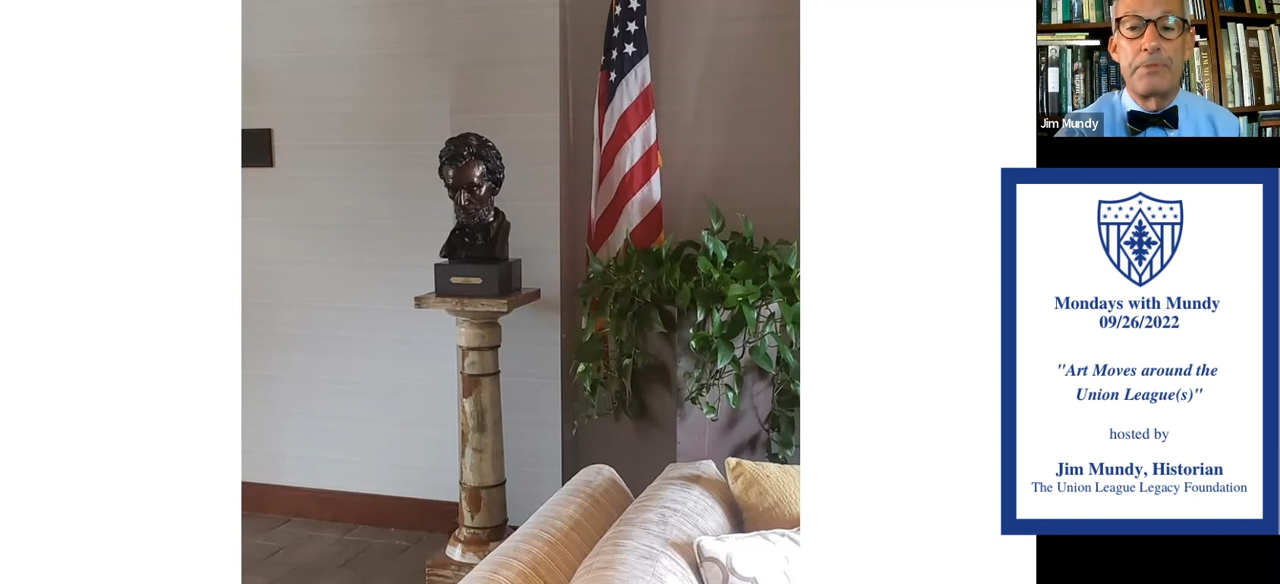 Jim Mundy
Mondays with Mundy
09/26/2022
"Art Moves around the
Union League(s)"
hosted by
Jim Mundy, Historian
The Union League Legacy Foundation